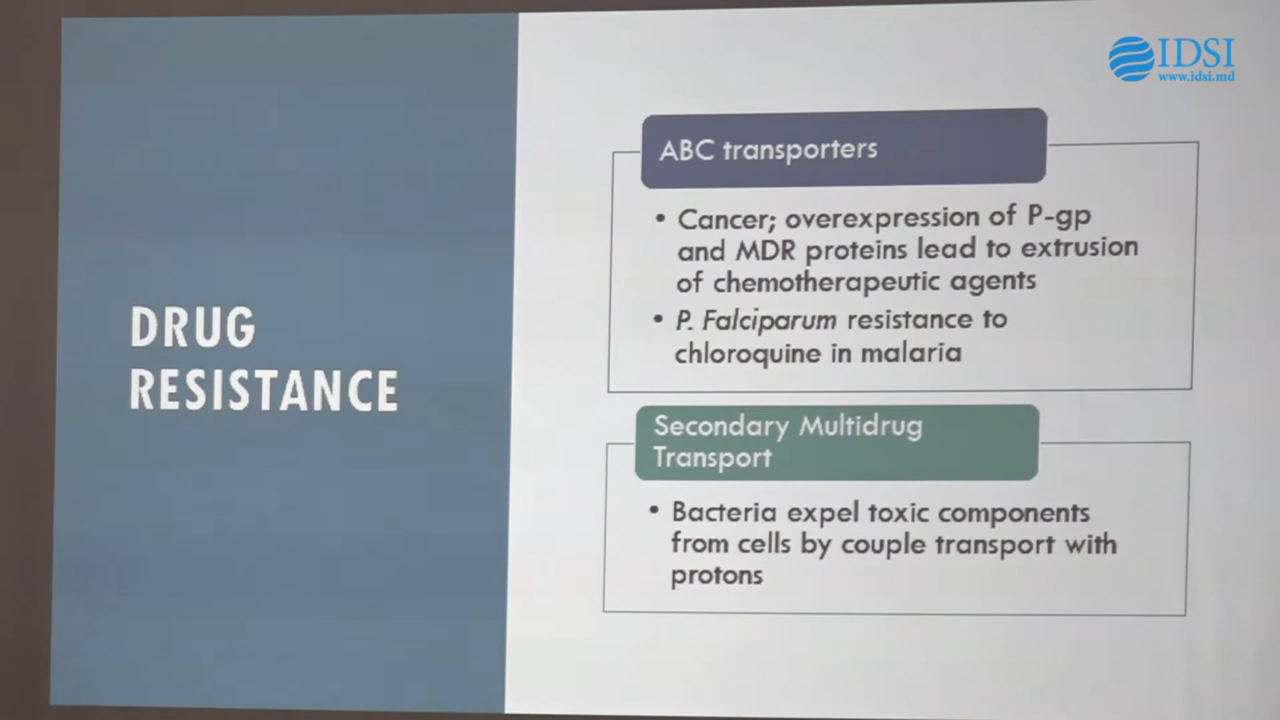 IDSI
www.idsi.md
DRUG
RESISTANCE
ABC transporters
• Cancer; overexpression of P-gp
and MDR proteins lead to extrusion
of chemotherapeutic agents
• P. Falciparum resistance to
chloroquine in malaria
Secondary Multidrug
Transport
• Bacteria expel toxic components
from cells by couple transport with
protons